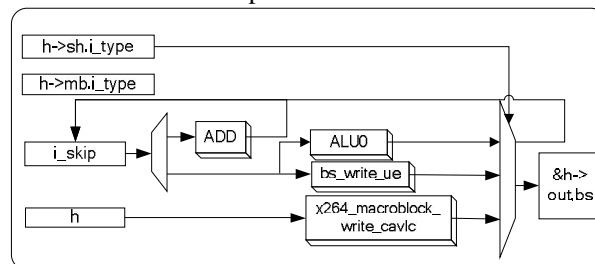 h->sh.i_type
h->mb.i_type
ADD
i_skip
ALU0
bs_write_ue
&h->
out.bs
h
x264_macroblock_
write_cavlc